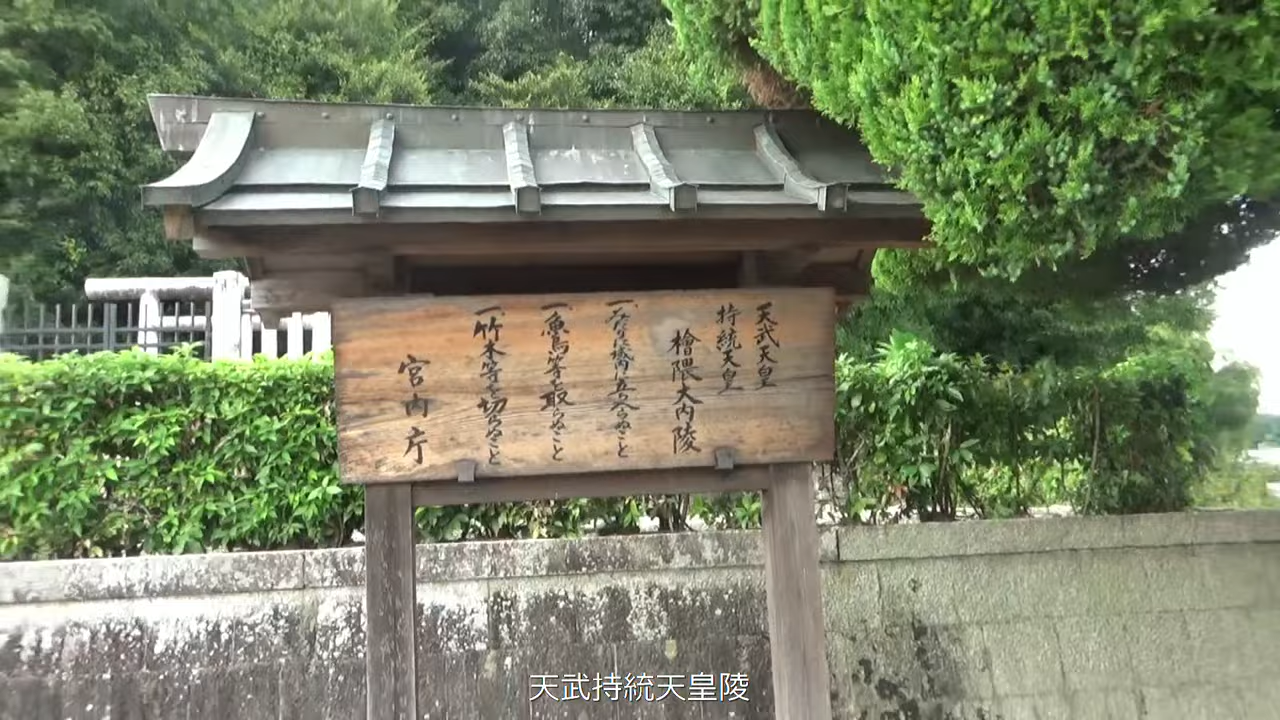 天武天皇
持統天皇
檜隈大内陵
一、みだりに域内に立入らぬこと
一、魚鳥等を取らぬこと
一、竹木等を切らぬこと
宮内庁
天武持統天皇陵